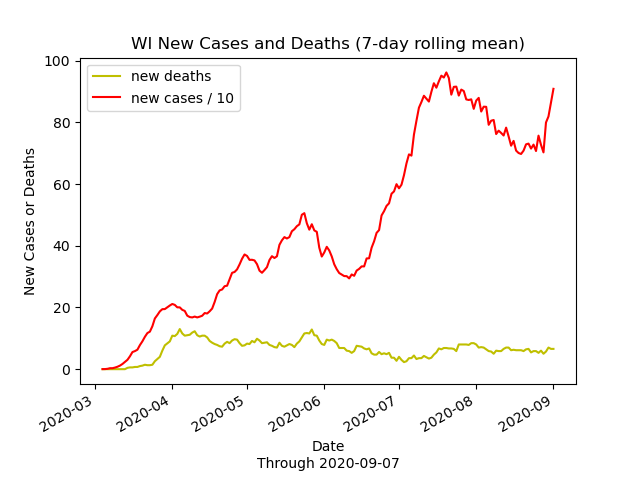 WI New Cases and Deaths (7-day rolling mean)
new deaths
new cases / 10
New Cases or Deaths
100
80
60
40
20
0
2020-03
2020-04
2020-05
2020-06
2020-07
2020-08
2020-09
Date
Through 2020-09-07